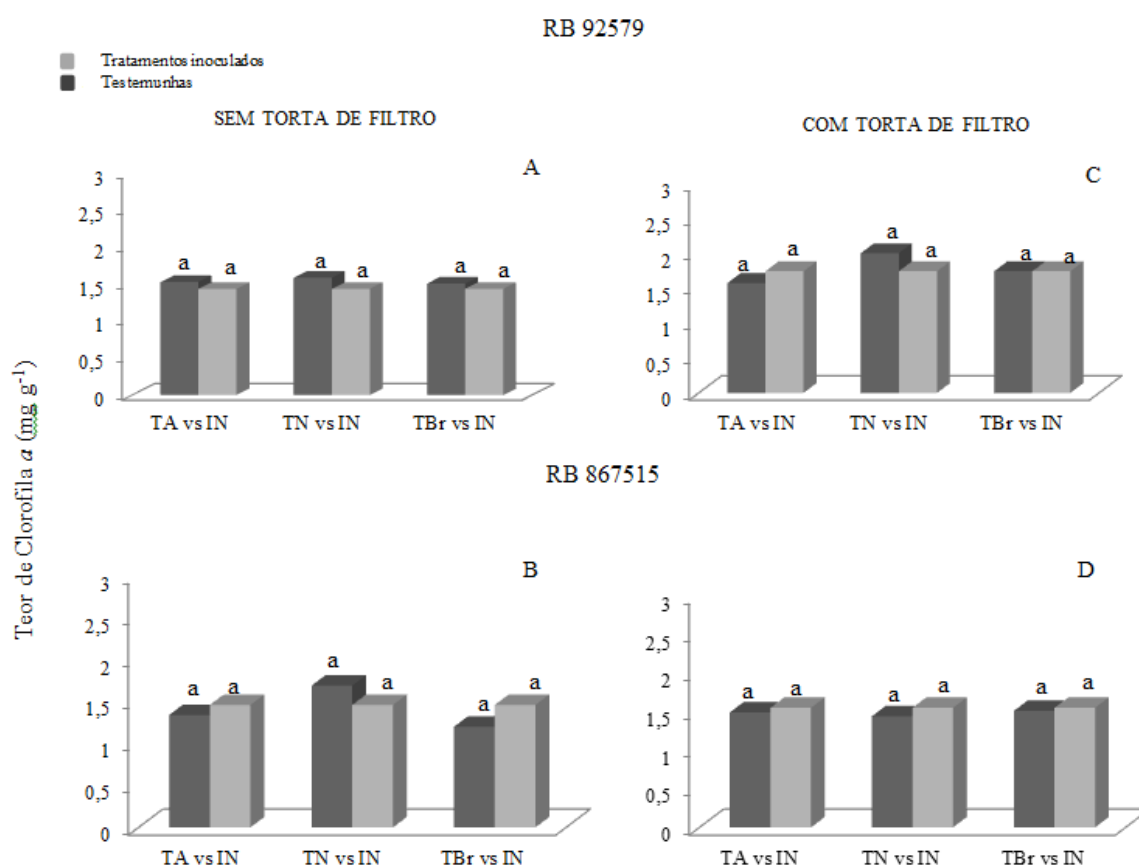 RB 92579
Tratamentos inoculados
Testemunhas
SEM TORTA DE FILTRO
COM TORTA DE FILTRO
Teor de Clorofila a (mg g-1)
A
3
2,5
2
1,5
1
0,5
0
a a a a a a
TA vs IN TN vs IN TBr vs IN
C
3
2,5
2
1,5
1
0,5
0
a a a a a a
TA vs IN TN vs IN TBr vs IN
RB 867515
B
3
2,5
2
1,5
1
0,5
0
a a a a a a
TA vs IN TN vs IN TBr vs IN
D
3
2,5
2
1,5
1
0,5
0
a a a a a a
TA vs IN TN vs IN TBr vs IN